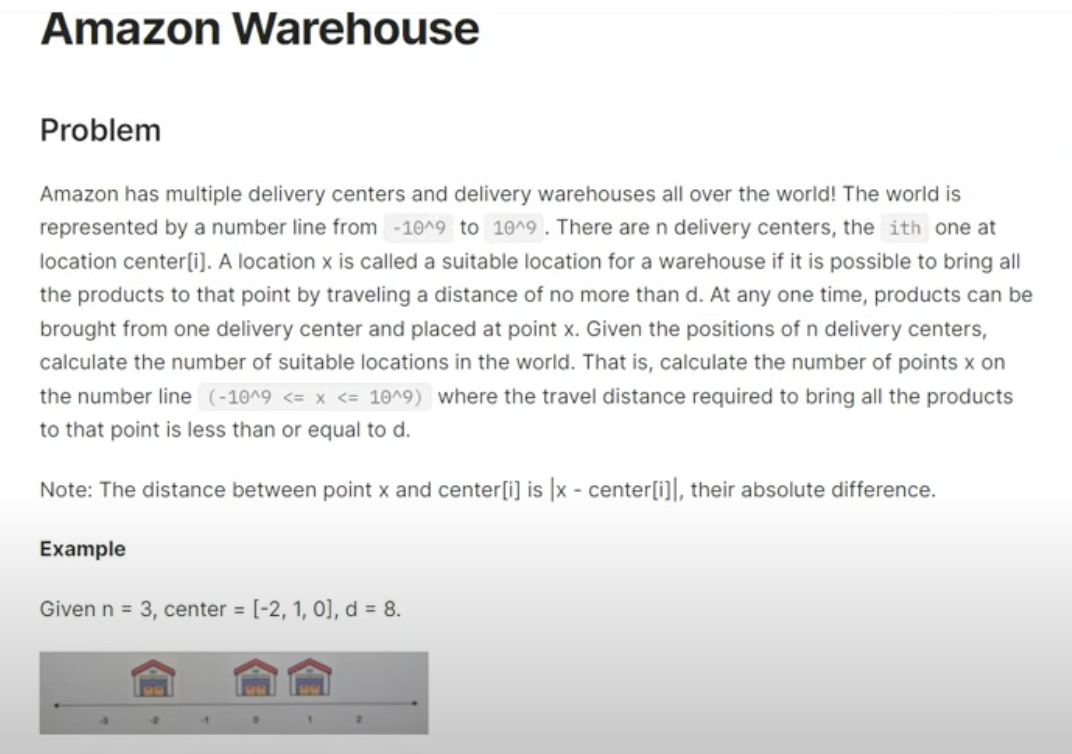 Amazon Warehouse
Problem
Amazon has multiple delivery centers and delivery warehouses all over the world! The world is
represented by a number line from -10^9 to 10^9. There are n delivery centers, the ith one at
location center[i]. A location x is called a suitable location for a warehouse if it is possible to bring all
the products to that point by traveling a distance of no more than d. At any one time, products can be
brought from one delivery center and placed at point x. Given the positions of n delivery centers,
calculate the number of suitable locations in the world. That is, calculate the number of points x on
the number line (-10^9 <= x <= 10^9) where the travel distance required to bring all the products
to that point is less than or equal to d.
Note: The distance between point x and center[i] is |x - center[i]|, their absolute difference.
Example
Given n = 3, center = [-2, 1, 0], d = 8.
-3 -2 -1 0 1 2